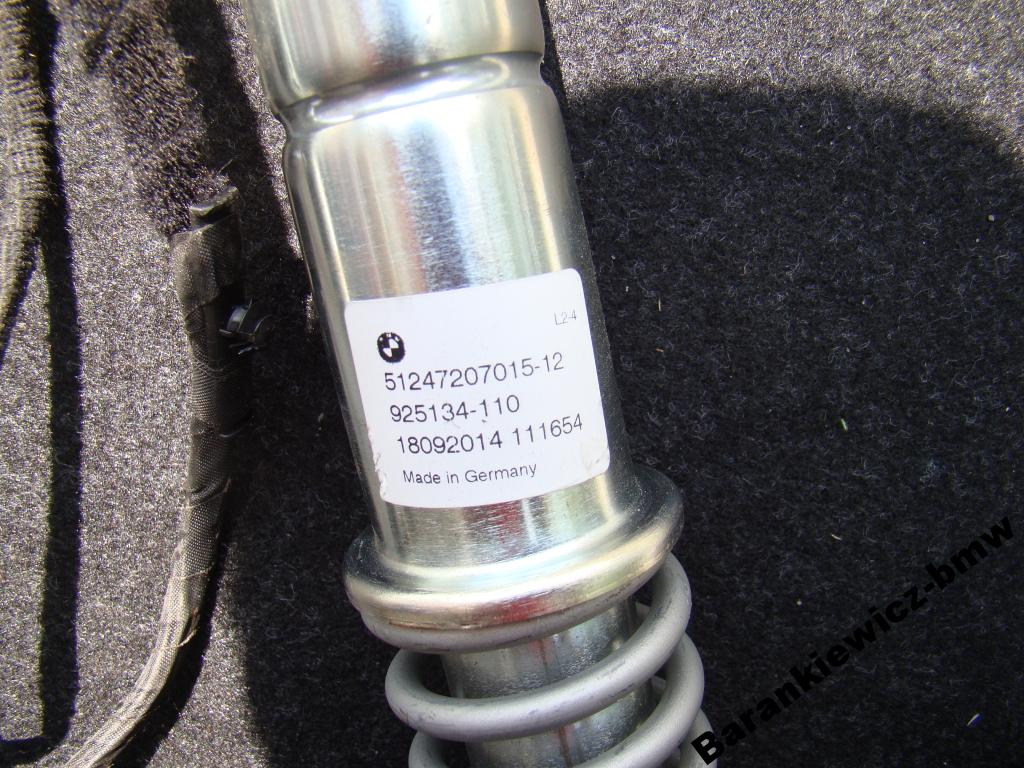 L2-4
51247207015-12
925134-110
18092014 111654
Made in Germany
Barankiewicz-bmw